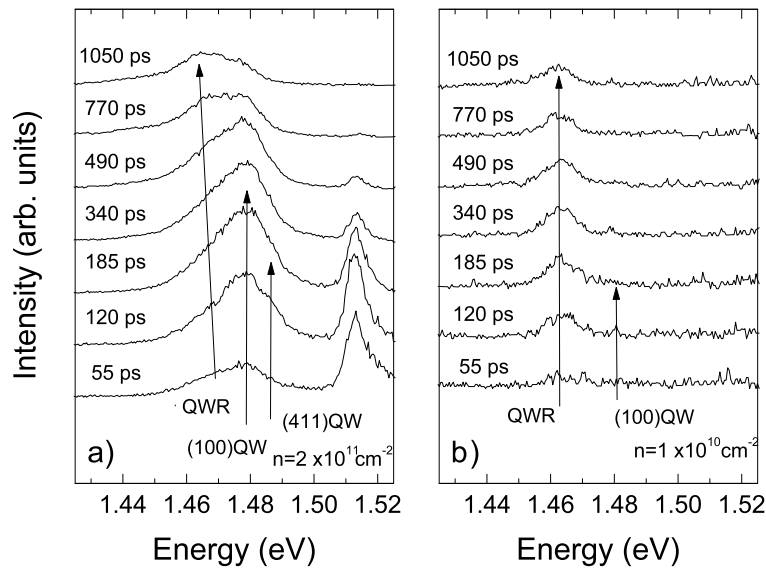 Intensity (arb. units)
1050 ps
770 ps
490 ps
340 ps
185 ps
120 ps
55 ps
QWR
(411)QW
(100)QW
n=2 x10¹¹cm⁻²
a)
1.44 1.46 1.48 1.50 1.52
Energy (eV)
1050 ps
770 ps
490 ps
340 ps
185 ps
120 ps
55 ps
QWR
(100)QW
n=1 x10¹⁰cm⁻²
b)
1.44 1.46 1.48 1.50 1.52
Energy (eV)